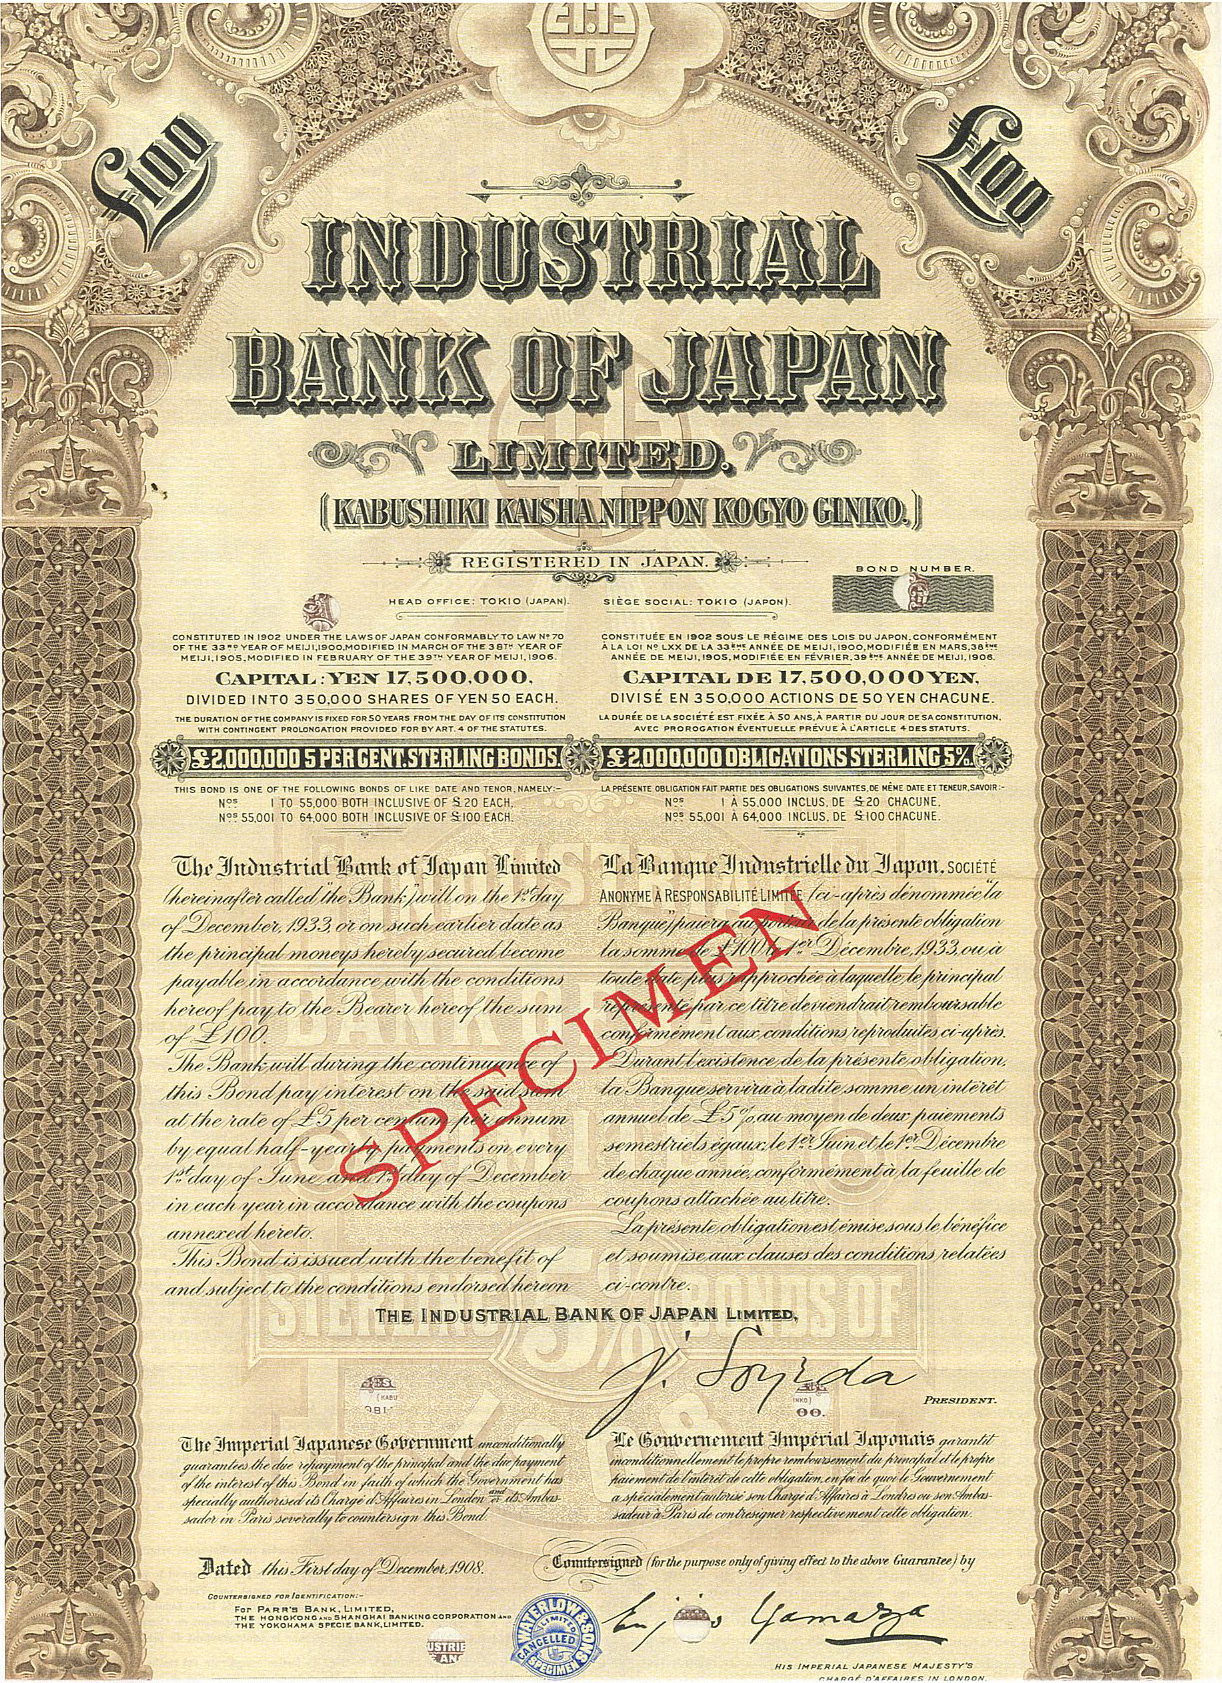 £100
£100
INDUSTRIAL
BANK OF JAPAN
LIMITED.
(KABUSHIKI KAISHA NIPPON KOGYO GINKO.)
REGISTERED IN JAPAN.
BOND NUMBER.
HEAD OFFICE: TOKIO (JAPAN).
SIÈGE SOCIAL: TOKIO (JAPON).
CONSTITUTED IN 1902 UNDER THE LAWS OF JAPAN CONFORMABLY TO LAW Nº 70
OF THE 33RD YEAR OF MEIJI, 1900, MODIFIED IN MARCH OF THE 38TH YEAR OF
MEIJI, 1905, MODIFIED IN FEBRUARY OF THE 39TH YEAR OF MEIJI, 1906.
CAPITAL: YEN 17,500,000,
DIVIDED INTO 350,000 SHARES OF YEN 50 EACH.
THE DURATION OF THE COMPANY IS FIXED FOR 50 YEARS FROM THE DAY OF ITS CONSTITUTION
WITH CONTINGENT PROLONGATION PROVIDED FOR BY ART. 4 OF THE STATUTES.
£2,000,000 5 PER CENT. STERLING BONDS.
THIS BOND IS ONE OF THE FOLLOWING BONDS OF LIKE DATE AND TENOR, NAMELY:-
Nos 1 TO 55,000 BOTH INCLUSIVE OF £20 EACH.
Nos 55,001 TO 64,000 BOTH INCLUSIVE OF £100 EACH.
The Industrial Bank of Japan Limited
(hereinafter called "the Bank") will on the 1st day
of December, 1933, or on such earlier date as
the principal moneys hereby secured become
payable in accordance with the conditions
hereof pay to the Bearer hereof the sum
of £100.
The Bank will during the continuance of
this Bond pay interest on the said sum
at the rate of £5 per centum per annum
by equal half-yearly payments on every
1st day of June and 1st day of December
in each year in accordance with the coupons
annexed hereto.
This Bond is issued with the benefit of
and subject to the conditions endorsed hereon
CONSTITUÉE EN 1902 SOUS LE RÉGIME DES LOIS DU JAPON, CONFORMÉMENT
À LA LOI Nº LXX DE LA 33ème ANNÉE DE MEIJI, 1900, MODIFIÉE EN MARS, 38ème
ANNÉE DE MEIJI, 1905, MODIFIÉE EN FÉVRIER, 39ème ANNÉE DE MEIJI, 1906.
CAPITAL DE 17,500,000 YEN,
DIVISÉ EN 350,000 ACTIONS DE 50 YEN CHACUNE.
LA DURÉE DE LA SOCIÉTÉ EST FIXÉE À 50 ANS, À PARTIR DU JOUR DE SA CONSTITUTION,
AVEC PROROGATION ÉVENTUELLE PRÉVUE À L'ARTICLE 4 DES STATUTS.
£2,000,000 OBLIGATIONS STERLING 5%.
LA PRÉSENTE OBLIGATION FAIT PARTIE DES OBLIGATIONS SUIVANTES, DE MÊME DATE ET TENEUR, SAVOIR:-
Nos 1 À 55,000 INCLUS, DE £20 CHACUNE.
Nos 55,001 À 64,000 INCLUS, DE £100 CHACUNE.
La Banque Industrielle du Japon, SOCIÉTÉ
ANONYME À RESPONSABILITÉ LIMITÉE (ci-après dénommée "la
Banque") paiera au porteur de la présente obligation
la somme de £100 le 1er Décembre, 1933, ou à
toute date plus rapprochée à laquelle le principal
représenté par ce titre deviendrait remboursable
conformément aux conditions reproduites ci-après.
Durant l'existence de la présente obligation,
la Banque servira à ladite somme un intérêt
annuel de £5%, au moyen de deux paiements
semestriels égaux, le 1er Juin et le 1er Décembre
de chaque année, conformément à la feuille de
coupons attachée au titre.
La présente obligation est émise sous le bénéfice
et soumise aux clauses des conditions relatées
ci-contre.
SPECIMEN
THE INDUSTRIAL BANK OF JAPAN LIMITED,
J. Soyeda
PRESIDENT.
The Imperial Japanese Government unconditionally
guarantees the due repayment of the principal and the due payment
of the interest of this Bond in faith of which the Government has
specially authorised its Chargé d'Affaires in London and/or its Ambas-
sador in Paris severally to countersign this Bond.
Le Gouvernement Impérial Japonais garantit
inconditionnellement le propre remboursement du principal et le propre
paiement de l'intérêt de cette obligation, en foi de quoi le Gouvernement
a spécialement autorisé son Chargé d'Affaires à Londres ou son Ambas-
sadeur à Paris de contresigner respectivement cette obligation.
Dated this First day of December, 1908.
Countersigned (for the purpose only of giving effect to the above Guarantee) by
COUNTERSIGNED FOR IDENTIFICATION:-
FOR PARR'S BANK, LIMITED,
THE HONGKONG AND SHANGHAI BANKING CORPORATION AND
THE YOKOHAMA SPECIE BANK, LIMITED.
WATERLOW & SONS
LIMITED
CANCELLED
SPECIMEN
Yamaza
HIS IMPERIAL JAPANESE MAJESTY'S
CHARGÉ D'AFFAIRES IN LONDON.